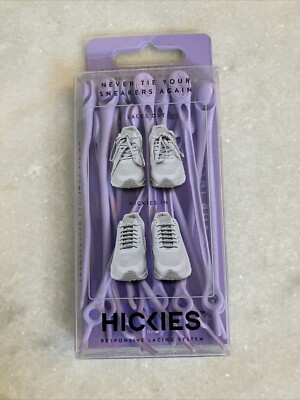 NEVER TIE YOUR
SNEAKERS AGAIN
LACES OUT
HICKIES IN
HICKIES
RESPONSIVE LACING SYSTEM